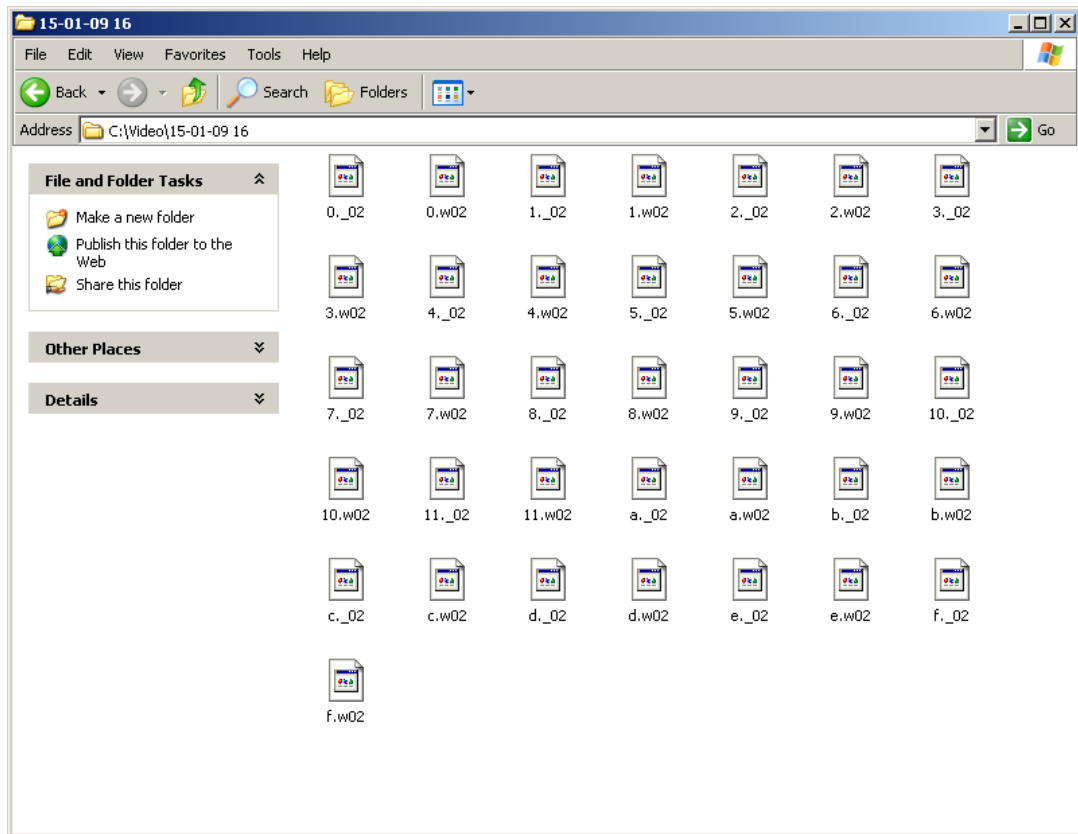 15-01-09 16
File Edit View Favorites Tools Help
Back Search Folders
Address C:\Video\15-01-09 16 Go
File and Folder Tasks
Make a new folder
Publish this folder to the
Web
Share this folder
Other Places
Details
0._02 0.w02 1._02 1.w02 2._02 2.w02 3._02
3.w02 4._02 4.w02 5._02 5.w02 6._02 6.w02
7._02 7.w02 8._02 8.w02 9._02 9.w02 10._02
10.w02 11._02 11.w02 a._02 a.w02 b._02 b.w02
c._02 c.w02 d._02 d.w02 e._02 e.w02 f._02
f.w02